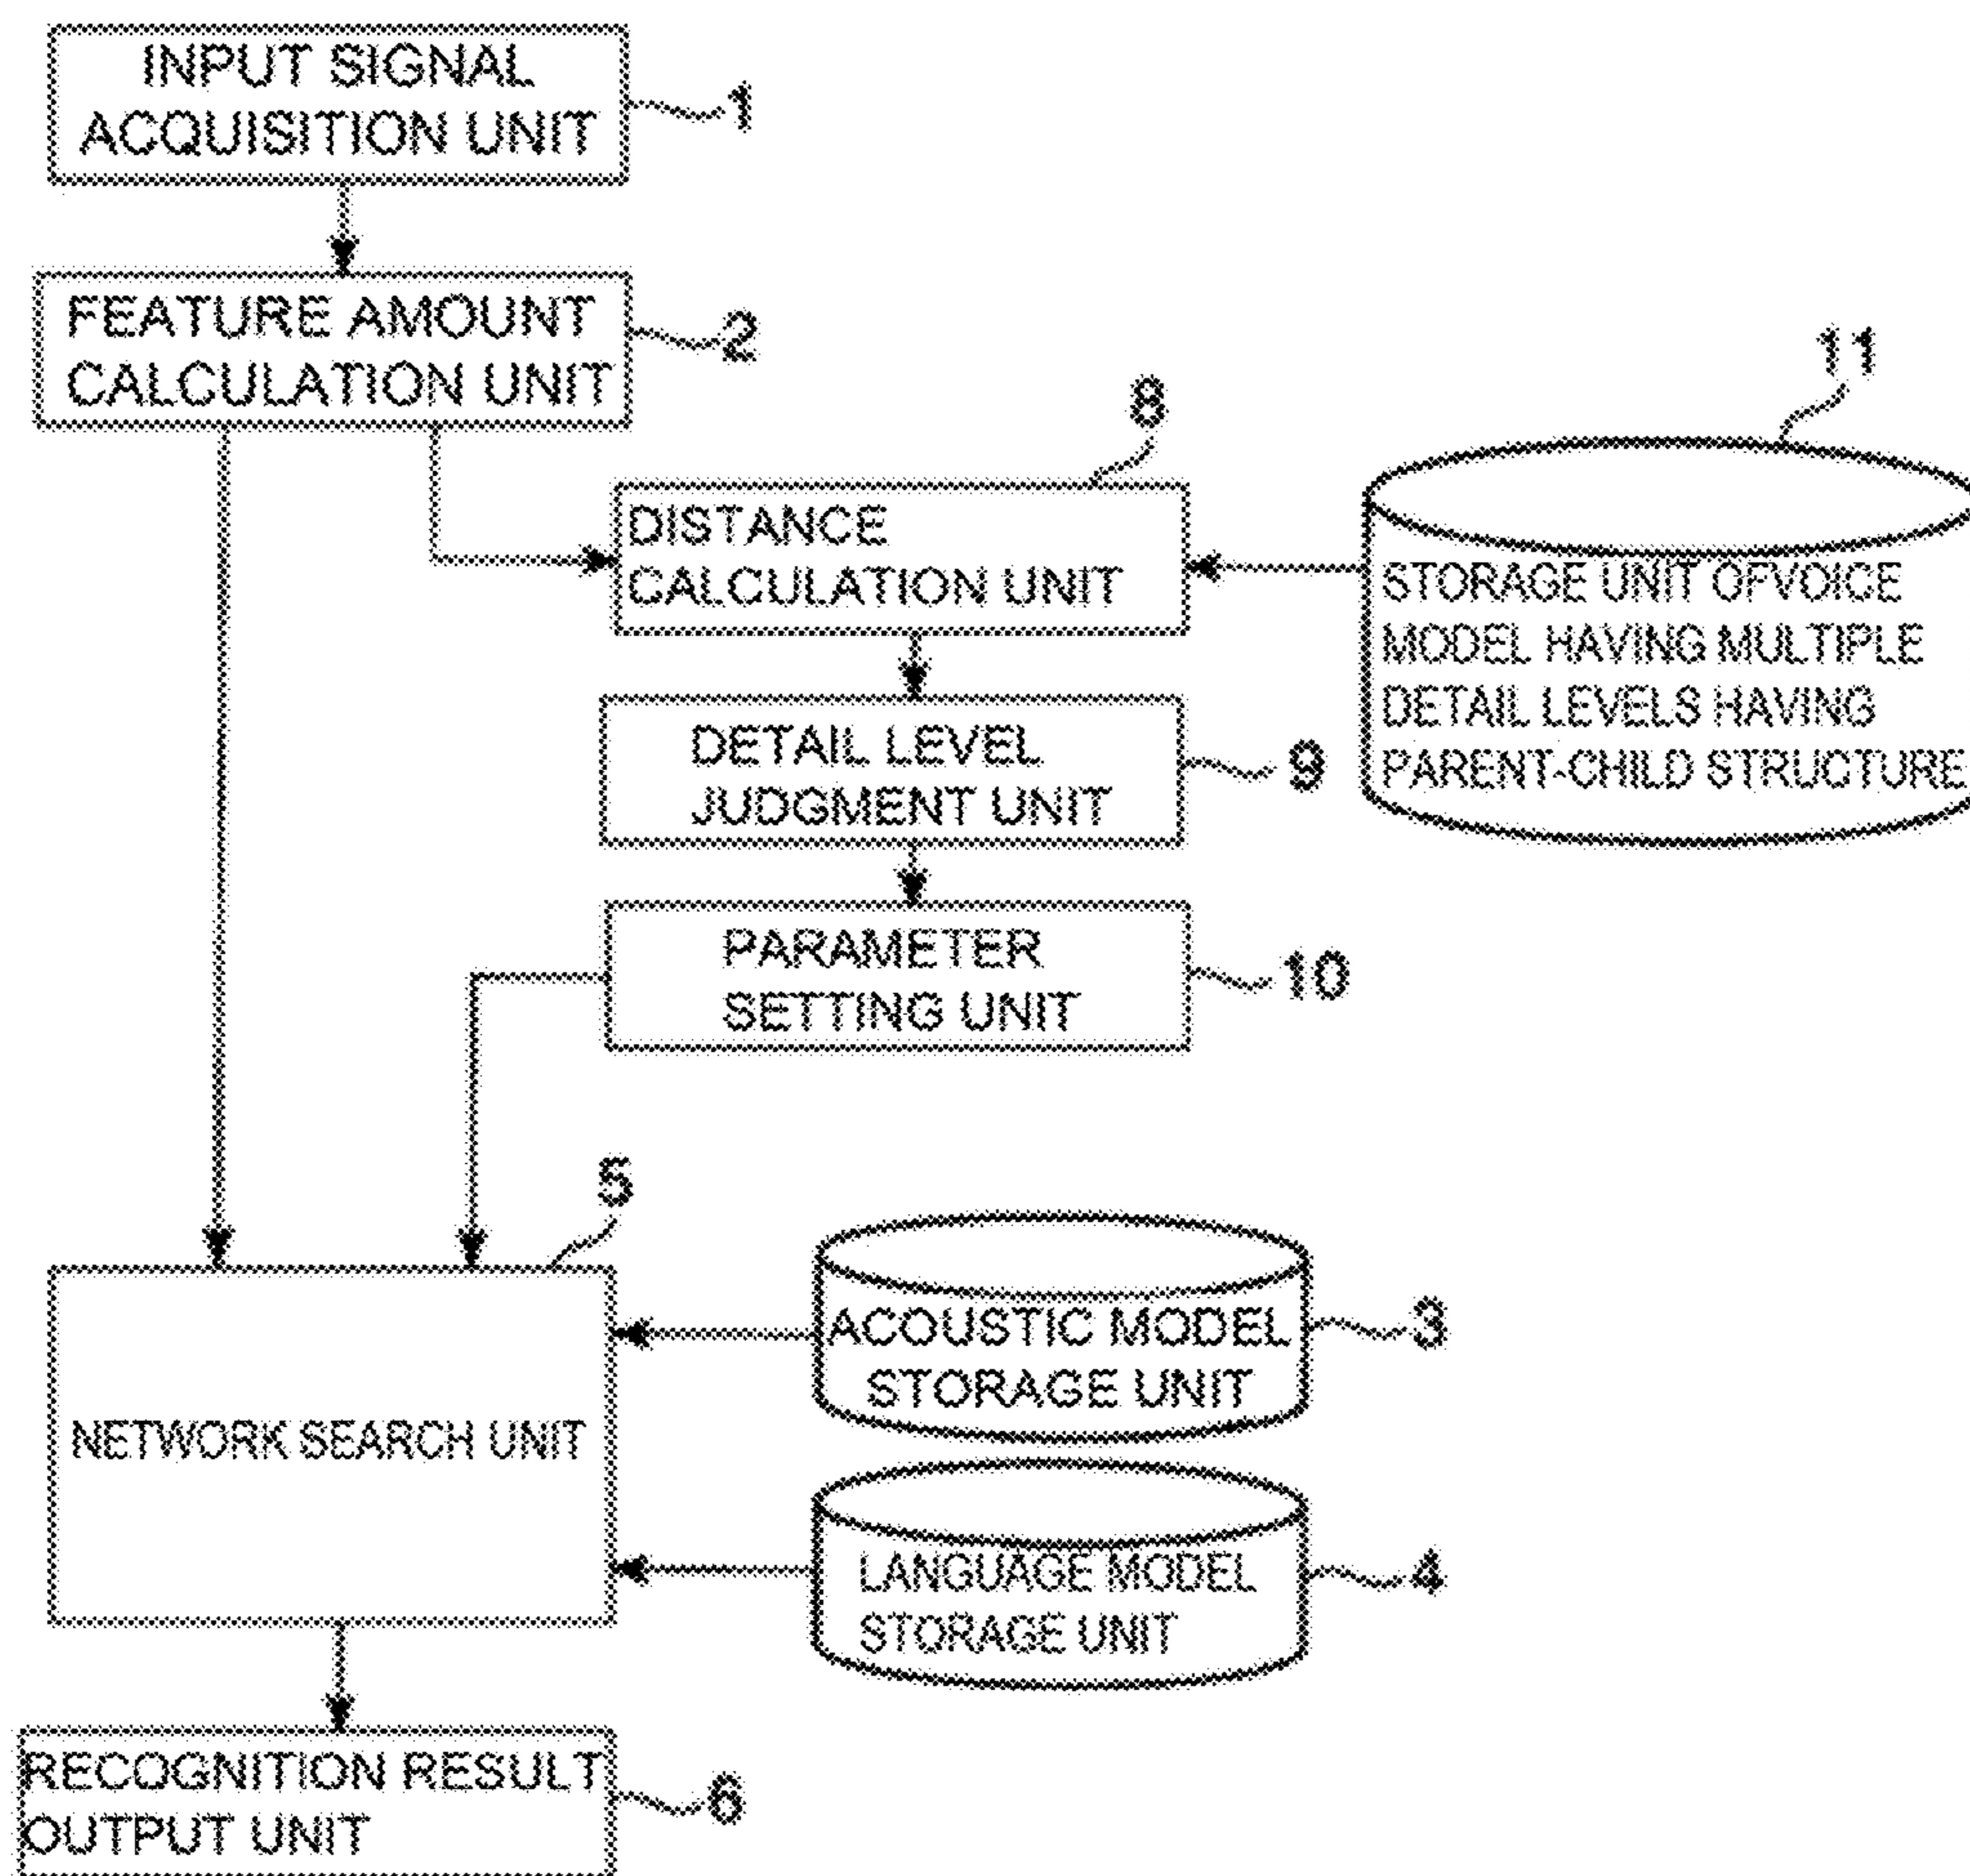 INPUT SIGNAL
ACQUISITION UNIT
1
FEATURE AMOUNT
CALCULATION UNIT
2
11
8
DISTANCE
CALCULATION UNIT
STORAGE UNIT OFVOICE
MODEL HAVING MULTIPLE
DETAIL LEVELS HAVING
PARENT-CHILD STRUCTURE
DETAIL LEVEL
JUDGMENT UNIT
9
PARAMETER
SETTING UNIT
10
5
NETWORK SEARCH UNIT
ACOUSTIC MODEL
STORAGE UNIT
3
LANGUAGE MODEL
STORAGE UNIT
4
RECOGNITION RESULT
OUTPUT UNIT
6